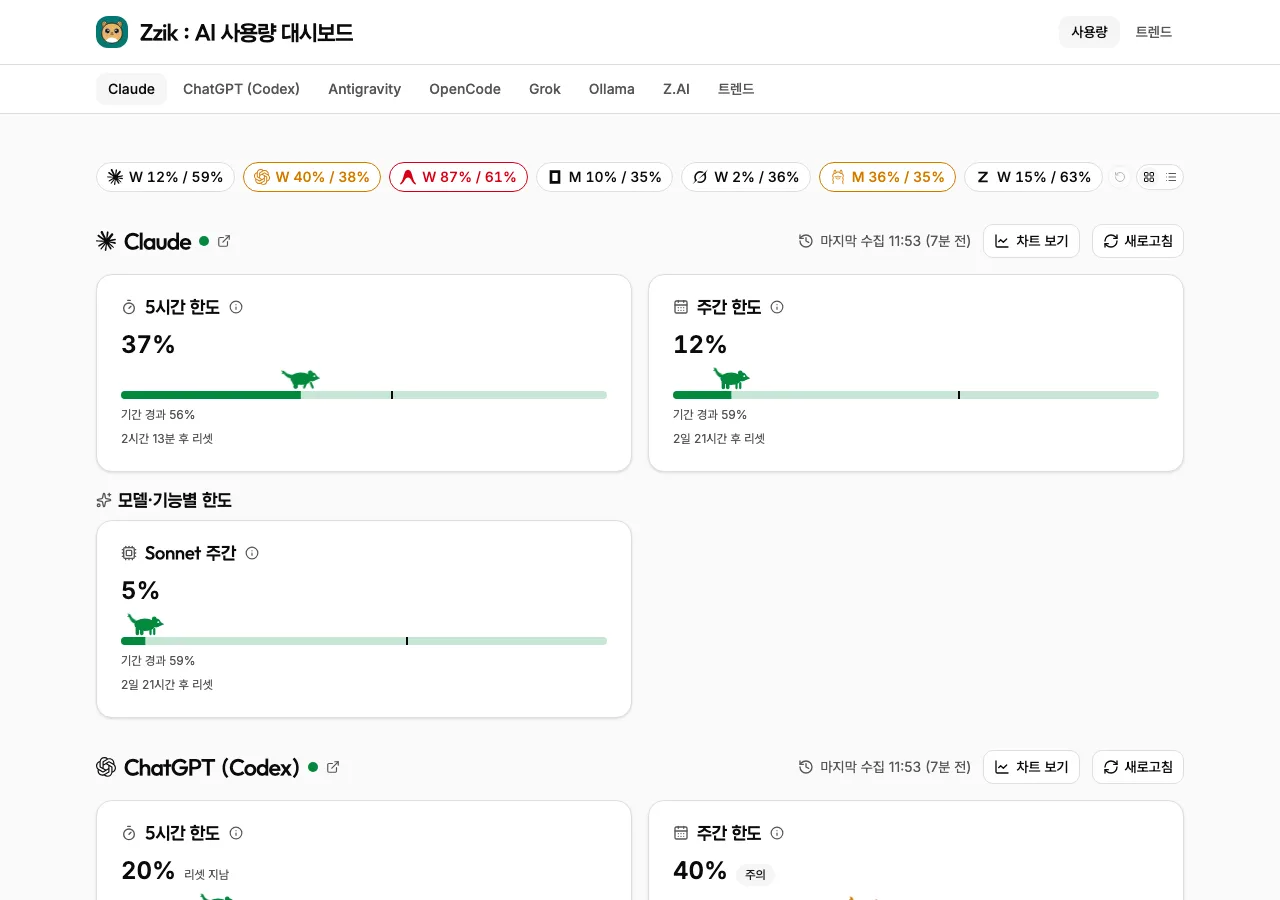 Zzik : AI 사용량 대시보드
사용량 트렌드
Claude ChatGPT (Codex) Antigravity OpenCode Grok Ollama Z.AI 트렌드
W 12% / 59% W 40% / 38% W 87% / 61% M 10% / 35% W 2% / 36% M 36% / 35% W 15% / 63%
Claude 마지막 수집 11:53 (7분 전) 차트 보기 새로고침
5시간 한도
37%
기간 경과 56%
2시간 13분 후 리셋
주간 한도
12%
기간 경과 59%
2일 21시간 후 리셋
모델·기능별 한도
Sonnet 주간
5%
기간 경과 59%
2일 21시간 후 리셋
ChatGPT (Codex) 마지막 수집 11:53 (7분 전) 차트 보기 새로고침
5시간 한도
20% 리셋 지남
주간 한도
40% 주의